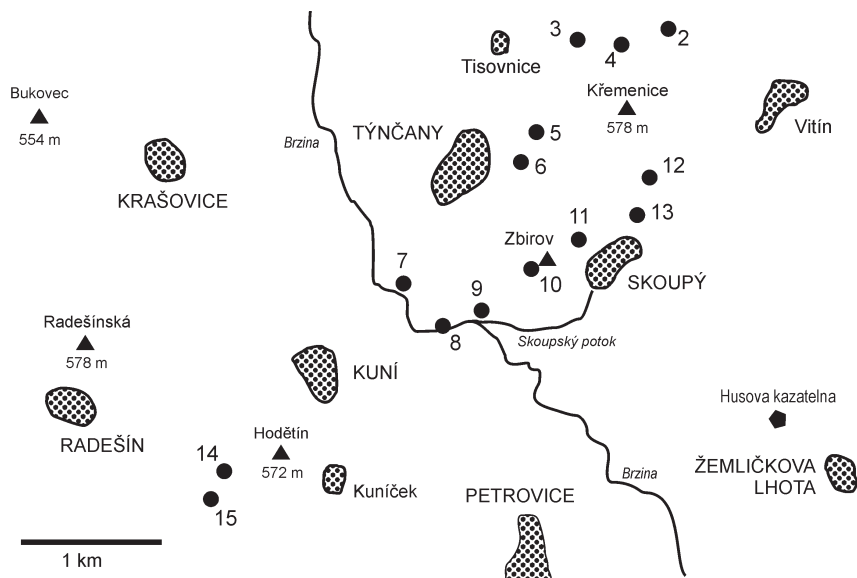 3
2
4
Tisovnice
Křemenice
578 m
Vitín
Bukovec
554 m
Brzina
TÝNČANY
5
6
KRAŠOVICE
12
13
11
Zbirov
10
SKOUPÝ
7
9
8
Skoupský potok
Radešínská
578 m
KUNÍ
RADEŠÍN
Husova kazatelna
Hodětín
572 m
14
15
Kuníček
Brzina
ŽEMLIČKOVA
LHOTA
PETROVICE
1 km